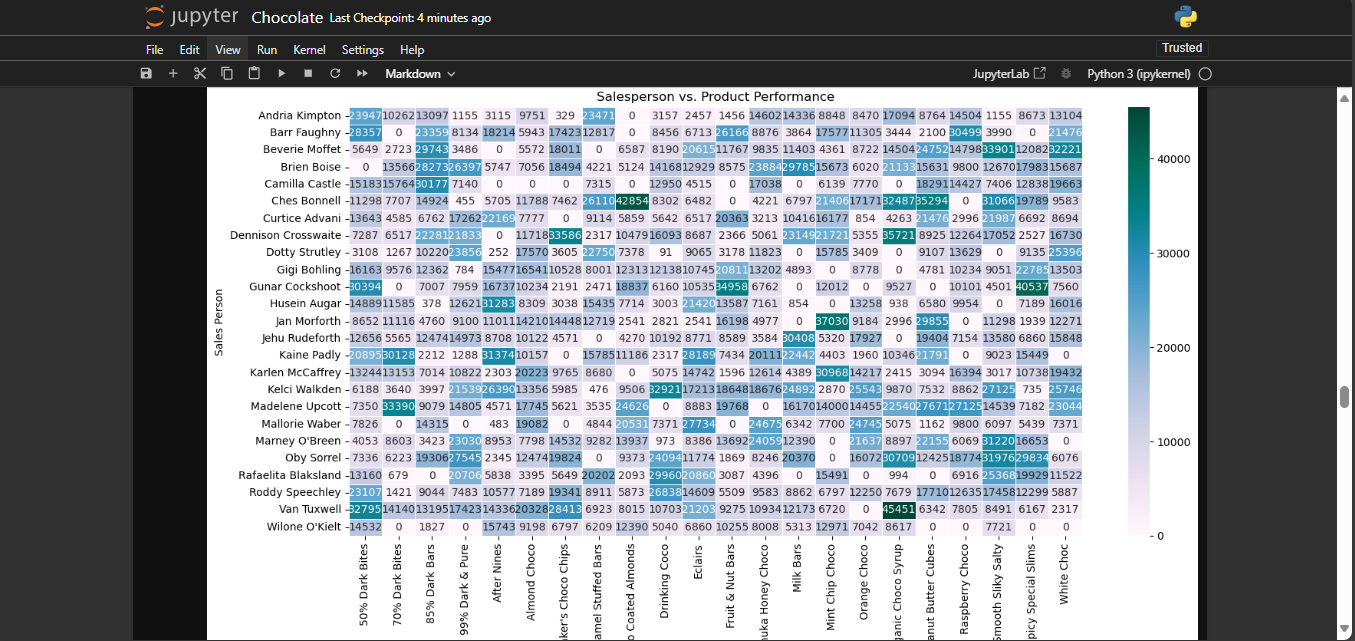 jupyter Chocolate Last Checkpoint: 4 minutes ago
File Edit View Run Kernel Settings Help Trusted
Markdown JupyterLab Python 3 (ipykernel)
Salesperson vs. Product Performance
Sales Person
Andria Kimpton 23947 10262 13097 1155 3115 9751 329 23471 0 3157 2457 1456 14602 14336 8848 8470 17094 8764 14504 1155 8673 13104
Barr Faughny 28357 0 23359 8134 18214 5943 17423 12817 0 8456 6713 26166 8876 3864 17577 11305 3444 2100 30499 3990 0 21476
Beverie Moffet 5649 2723 29743 3486 0 5572 18011 0 6587 8190 20615 11767 9835 11403 4361 8722 14504 24752 14798 33901 12082 32221
Brien Boise 0 13566 28273 26397 5747 7056 18494 4221 5124 14168 12929 8575 23884 29785 15673 6020 21133 15631 9800 12670 17983 15687
Camilla Castle 15183 15764 30177 7140 0 0 0 7315 0 12950 4515 0 17038 0 6139 7770 0 18291 14427 7406 12838 19663
Ches Bonnell 11298 7707 14924 455 5705 11788 7462 26110 42854 8302 6482 0 4221 6797 21406 17171 32487 35294 0 31066 19789 9583
Curtice Advani 13643 4585 6762 17262 22169 7777 0 9114 5859 5642 6517 20363 3213 10416 16177 854 4263 21476 2996 21987 6692 8694
Dennison Crosswaite 7287 6517 22281 21833 0 11718 33586 2317 10479 16093 8687 2366 5061 23149 21721 5355 35721 8925 12264 17052 2527 16730
Dotty Strutley 3108 1267 10220 23856 252 17570 3605 22750 7378 91 9065 3178 11823 0 15785 3409 0 9107 13629 0 9135 25396
Gigi Bohling 16163 9576 12362 784 15477 16541 10528 8001 12313 12138 10745 20811 13202 4893 0 8778 0 4781 10234 9051 22785 13503
Gunar Cockshoot 30394 0 7007 7959 16737 10234 2191 2471 18837 6160 10535 34958 6762 0 12012 0 9527 0 10101 4501 40537 7560
Husein Augar 14889 11585 378 12621 31283 8309 3038 15435 7714 3003 21420 13587 7161 854 0 13258 938 6580 9954 0 7189 16016
Jan Morforth 8652 11116 4760 9100 11011 14210 14448 12719 2541 2821 2541 16198 4977 0 37030 9184 2996 29855 0 11298 1939 12271
Jehu Rudeforth 12656 5565 12474 14973 8708 10122 4571 0 4270 10192 8771 8589 3584 30408 5320 17927 0 19404 7154 13580 6860 15848
Kaine Padly 20895 30128 2212 1288 31374 10157 0 15785 11186 2317 28189 7434 20111 22442 4403 1960 10346 21791 0 9023 15449 0
Karlen McCaffrey 13244 13153 7014 10822 2303 20223 9765 8680 0 5075 14742 1596 12614 4389 30968 14217 2415 3094 16394 3017 10738 19432
Kelci Walkden 6188 3640 3997 21539 26390 13356 5985 476 9506 32921 17213 18648 18676 24892 2870 25543 9870 7532 8862 27125 735 25746
Madelene Upcott 7350 33390 9079 14805 4571 17745 5621 3535 24626 0 8883 19768 0 16170 14000 14455 22540 27671 27125 14539 7182 23044
Mallorie Waber 7826 0 14315 0 483 19082 0 4844 20531 7371 27734 0 24675 6342 7700 24745 5075 1162 9800 6097 5439 7371
Marney O'Breen 4053 8603 3423 23030 8953 7798 14532 9282 13937 973 8386 13692 24059 12390 0 21637 8897 22155 6069 31220 16653 0
Oby Sorrel 7336 6223 19306 27545 2345 12474 19824 0 9373 24094 11774 1869 8246 20370 0 16072 30709 12425 18774 31976 29834 6076
Rafaelita Blaksland 13160 679 0 20706 5838 3395 5649 20202 2093 29960 20860 3087 4396 0 15491 0 994 0 6916 25368 19929 11522
Roddy Speechley 23107 1421 9044 7483 10577 7189 19341 8911 5873 26838 14609 5509 9583 8862 6797 12250 7679 17710 12635 17458 12299 5887
Van Tuxwell 32795 14140 13195 17423 14336 20328 28413 6923 8015 10703 21203 9275 10934 12173 6720 0 45451 6342 7805 8491 6167 2317
Wilone O'Kielt 14532 0 1827 0 15743 9198 6797 6209 12390 5040 6860 10255 8008 5313 12971 7042 8617 0 0 7721 0 0
50% Dark Bites
70% Dark Bites
85% Dark Bars
99% Dark & Pure
After Nines
Almond Choco
aker's Choco Chips
amel Stuffed Bars
o Coated Almonds
Drinking Coco
Eclairs
Fruit & Nut Bars
nuka Honey Choco
Milk Bars
Mint Chip Choco
Orange Choco
ganic Choco Syrup
anut Butter Cubes
Raspberry Choco
Smooth Sliky Salty
picy Special Slims
White Choc
40000
30000
20000
10000
0